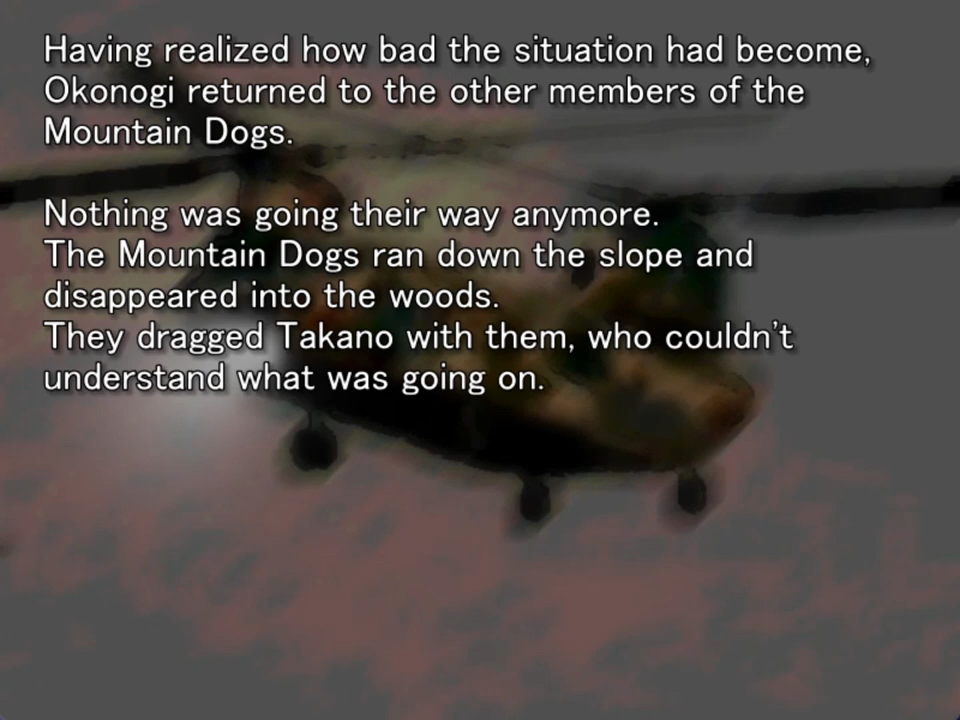 Having realized how bad the situation had become,
Okonogi returned to the other members of the
Mountain Dogs.
Nothing was going their way anymore.
The Mountain Dogs ran down the slope and
disappeared into the woods.
They dragged Takano with them, who couldn't
understand what was going on.